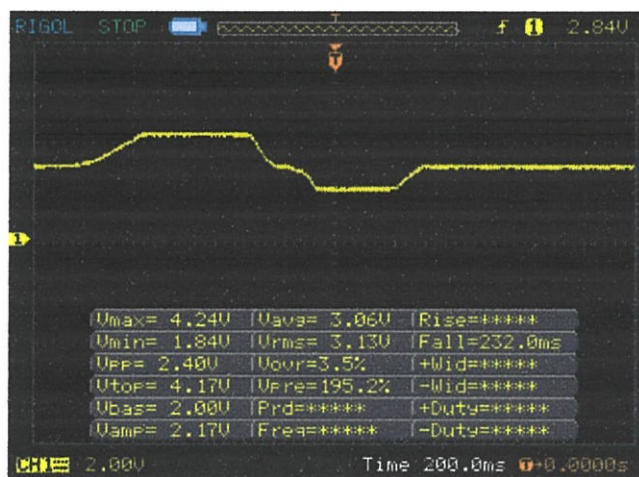 RIGOL STOP T 1 2.84V
T
1
Vmax= 4.24V Vavg= 3.06V Rise=*****
Vmin= 1.84V Vrms= 3.13V Fall=232.0ms
Vpp= 2.40V Vovr=3.5% +Wid=*****
Vtop= 4.17V Vpre=195.2% -Wid=*****
Vbas= 2.00V Prd=***** +Duty=*****
Vamp= 2.17V Freq=***** -Duty=*****
CH1 2.00V Time 200.0ms T→0.0000s